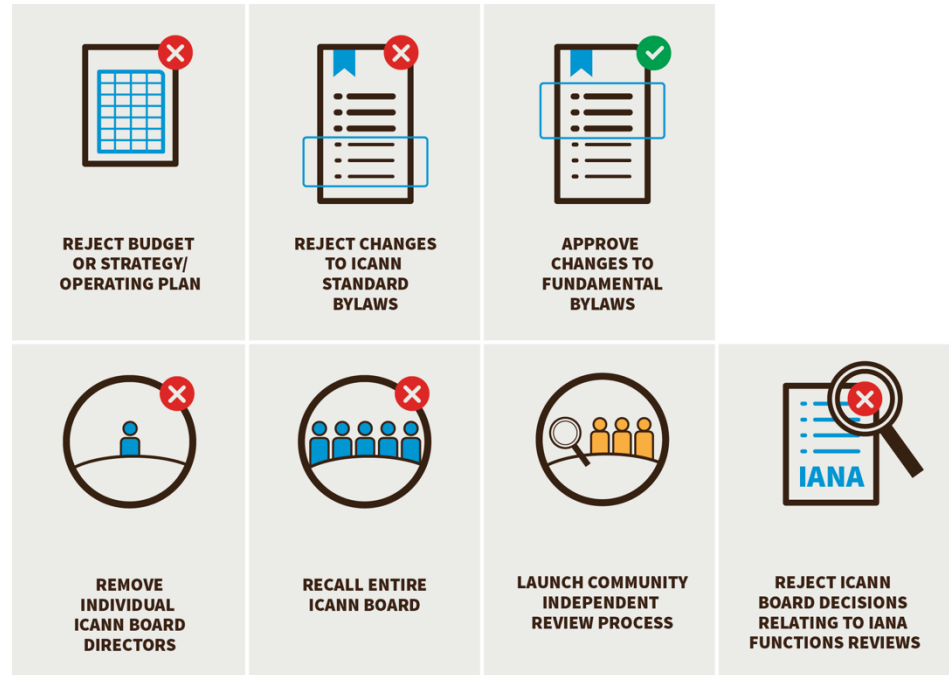 REJECT BUDGET
OR STRATEGY/
OPERATING PLAN
REJECT CHANGES
TO ICANN
STANDARD
BYLAWS
APPROVE
CHANGES TO
FUNDAMENTAL
BYLAWS
REMOVE
INDIVIDUAL
ICANN BOARD
DIRECTORS
RECALL ENTIRE
ICANN BOARD
LAUNCH COMMUNITY
INDEPENDENT
REVIEW PROCESS
IANA
REJECT ICANN
BOARD DECISIONS
RELATING TO IANA
FUNCTIONS REVIEWS